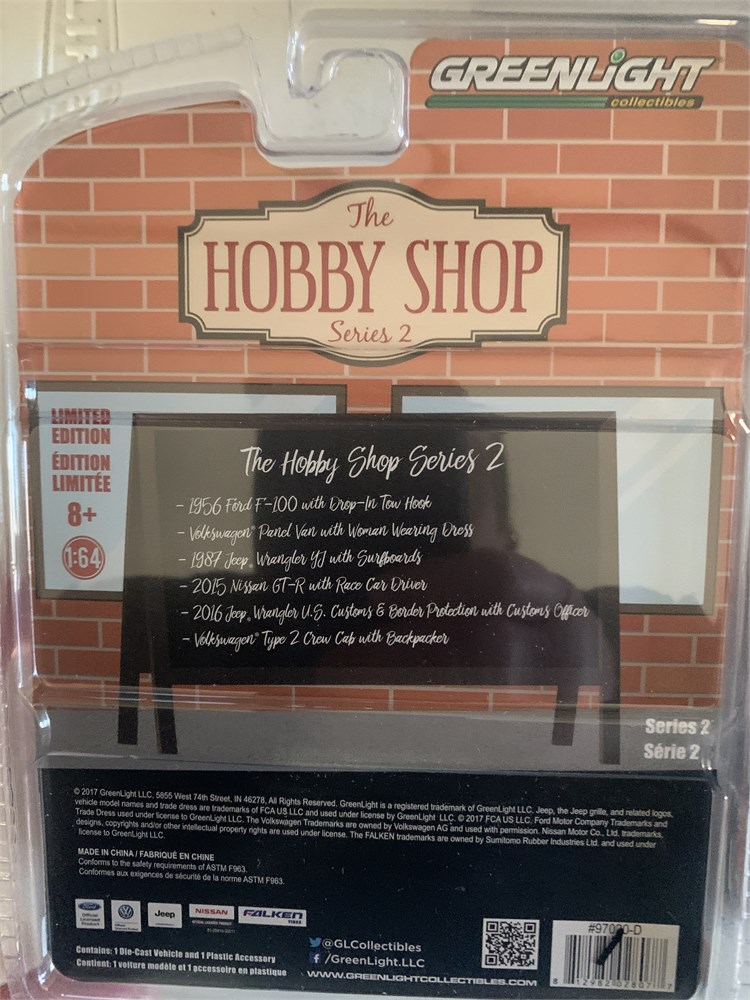 GREENLIGHT
collectibles
The
HOBBY SHOP
Series 2
LIMITED
EDITION
ÉDITION
LIMITÉE
8+
1:64
The Hobby Shop Series 2
- 1956 Ford F-100 with Drop-In Tow Hook
- Volkswagen® Panel Van with Woman Wearing Dress
- 1987 Jeep® Wrangler YJ with Surfboards
- 2015 Nissan GT-R with Race Car Driver
- 2016 Jeep® Wrangler U.S. Customs & Border Protection with Customs Officer
- Volkswagen® Type 2 Crew Cab with Backpacker
Series 2
Série 2
© 2017 GreenLight LLC. 5855 West 74th Street, IN 46278, All Rights Reserved. GreenLight is a registered trademark of GreenLight LLC. Jeep, the Jeep grille, and related logos,
vehicle model names and trade dress are trademarks of FCA US LLC and used under license by GreenLight LLC. © 2017 FCA US LLC. Ford Motor Company Trademarks and
Trade Dress used under license to GreenLight LLC. The Volkswagen Trademarks are owned by Volkswagen AG and used with permission. Nissan Motor Co., Ltd. trademarks,
designs, copyrights and/or other intellectual property rights are used under license. The FALKEN trademarks are owned by Sumitomo Rubber Industries Ltd. and used under
license to GreenLight LLC.
MADE IN CHINA / FABRIQUÉ EN CHINE
Conforms to the safety requirements of ASTM F963.
Conformes aux exigences de sécurité de la norme ASTM F963.
Ford
Official
Licensed
Product
Jeep
NISSAN
FALKEN
TIRES
Contains: 1 Die-Cast Vehicle and 1 Plastic Accessory
Contient: 1 voiture modèle et 1 accessoire en plastique
@GLCollectibles
/GreenLight.LLC
WWW.GREENLIGHTCOLLECTIBLES.COM
-D